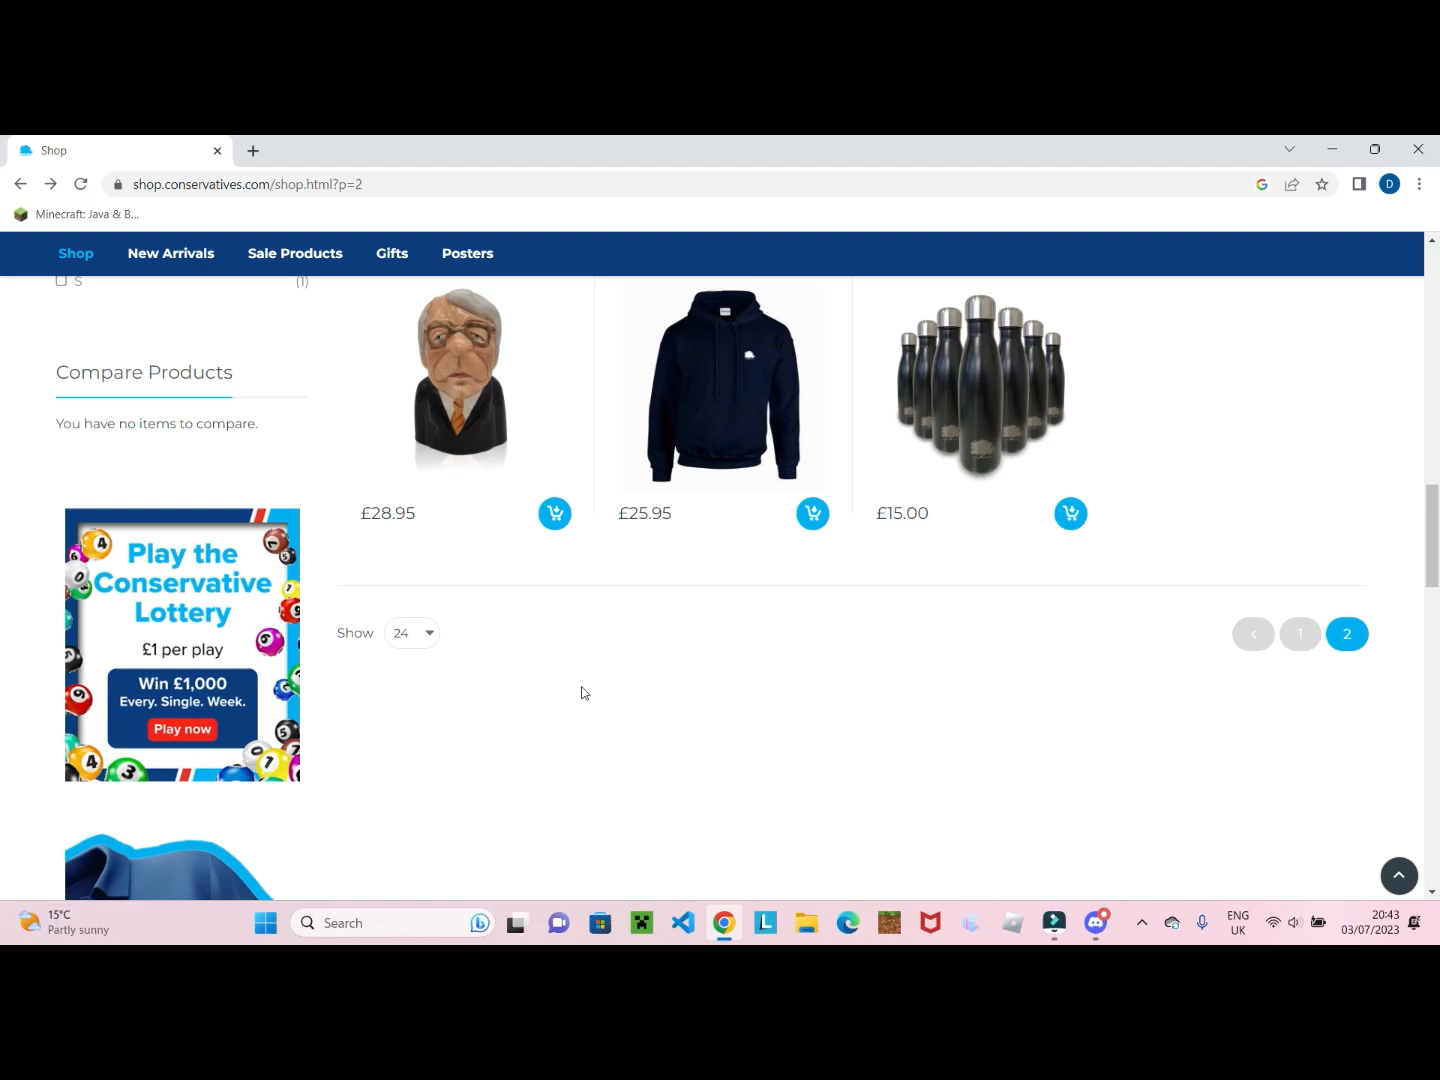 Shop
shop.conservatives.com/shop.html?p=2
D
Minecraft: Java & B...
Shop New Arrivals Sale Products Gifts Posters
S (1)
Compare Products
You have no items to compare.
£28.95 £25.95 £15.00
Play the
Conservative
Lottery
£1 per play
Win £1,000
Every. Single. Week.
Play now
Show 24
1 2
15°C
Partly sunny
Search
ENG
UK
20:43
03/07/2023